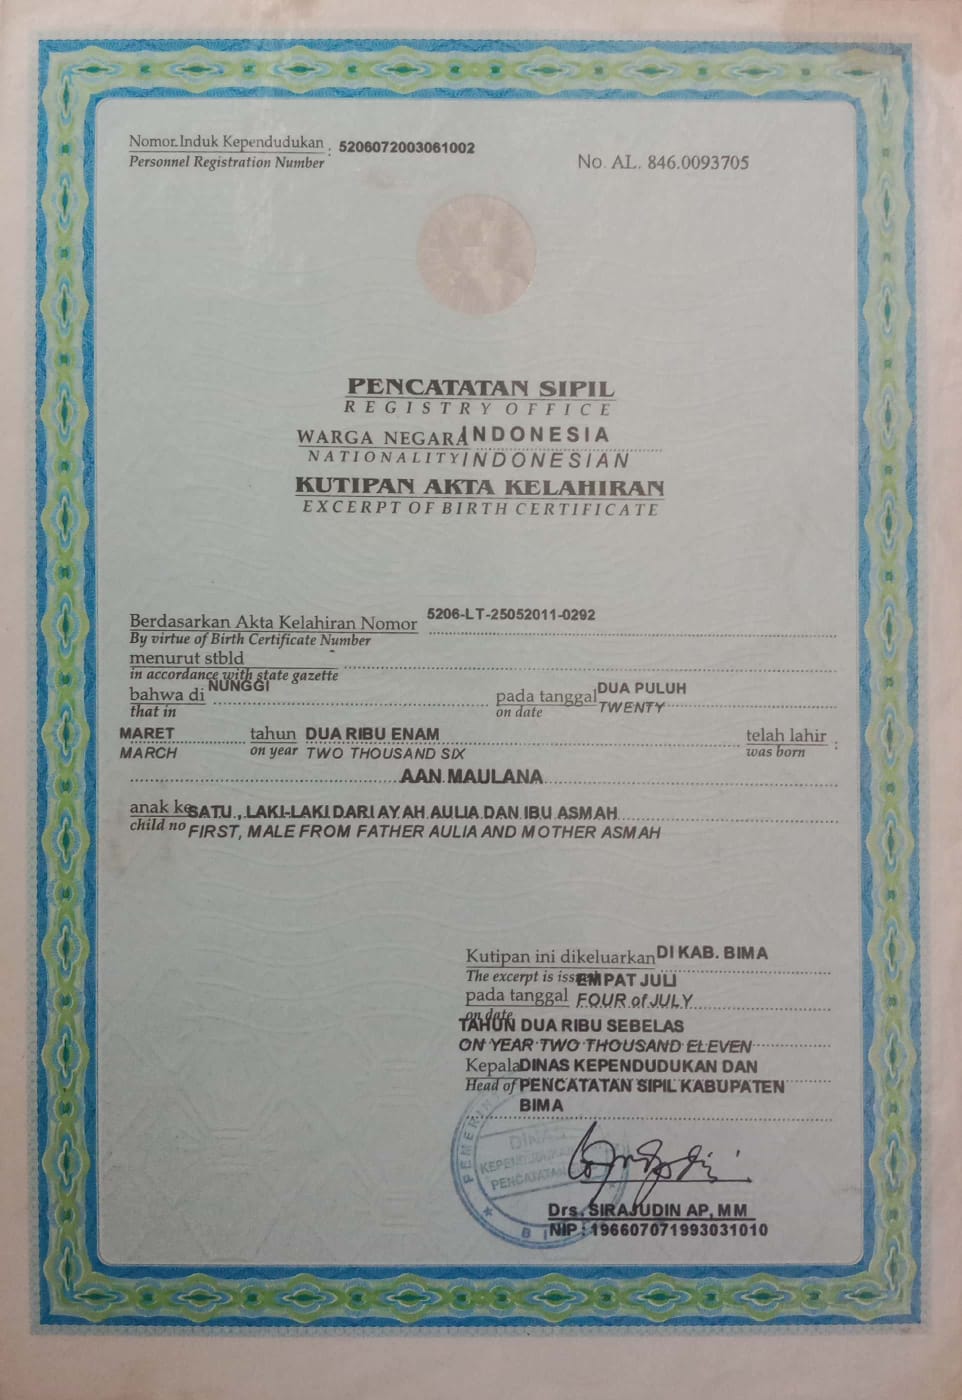 Nomor Induk Kependudukan : 5206072003061002
Personnel Registration Number
No. AL. 846.0093705
PENCATATAN SIPIL
REGISTRY OFFICE
WARGA NEGARA INDONESIA
NATIONALITY INDONESIAN
KUTIPAN AKTA KELAHIRAN
EXCERPT OF BIRTH CERTIFICATE
Berdasarkan Akta Kelahiran Nomor 5206-LT-25052011-0292
By virtue of Birth Certificate Number
menurut stbld -
in accordance with state gazette
bahwa di NUNGGI pada tanggal DUA PULUH
that in on date TWENTY
MARET tahun DUA RIBU ENAM telah lahir :
MARCH on year TWO THOUSAND SIX was born
AAN MAULANA
anak ke SATU , LAKI-LAKI DARI AYAH AULIA DAN IBU ASMAH
child no FIRST, MALE FROM FATHER AULIA AND MOTHER ASMAH
Kutipan ini dikeluarkan DI KAB. BIMA
The excerpt is issued
EMPAT JULI
pada tanggal FOUR of JULY
on date
TAHUN DUA RIBU SEBELAS
ON YEAR TWO THOUSAND ELEVEN
Kepala DINAS KEPENDUDUKAN DAN
Head of PENCATATAN SIPIL KABUPATEN
BIMA
DINAS
KEPENDUDUKAN
PENCATATAN
Drs. SIRAJUDIN AP, MM
NIP : 196607071993031010